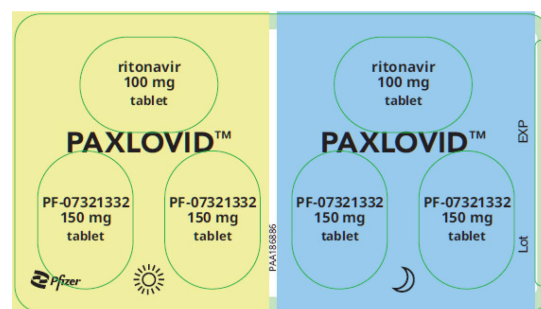 ritonavir
100 mg
tablet
PAXLOVID™
PF-07321332
150 mg
tablet
PF-07321332
150 mg
tablet
Pfizer
PAA186886
ritonavir
100 mg
tablet
PAXLOVID™
PF-07321332
150 mg
tablet
PF-07321332
150 mg
tablet
EXP
Lot